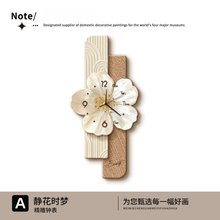 Note/
Designated supplier of domestic decorative paintings for the world's four major museums
12
A
静花时梦
精雕钟表
为您甄选每一幅好画